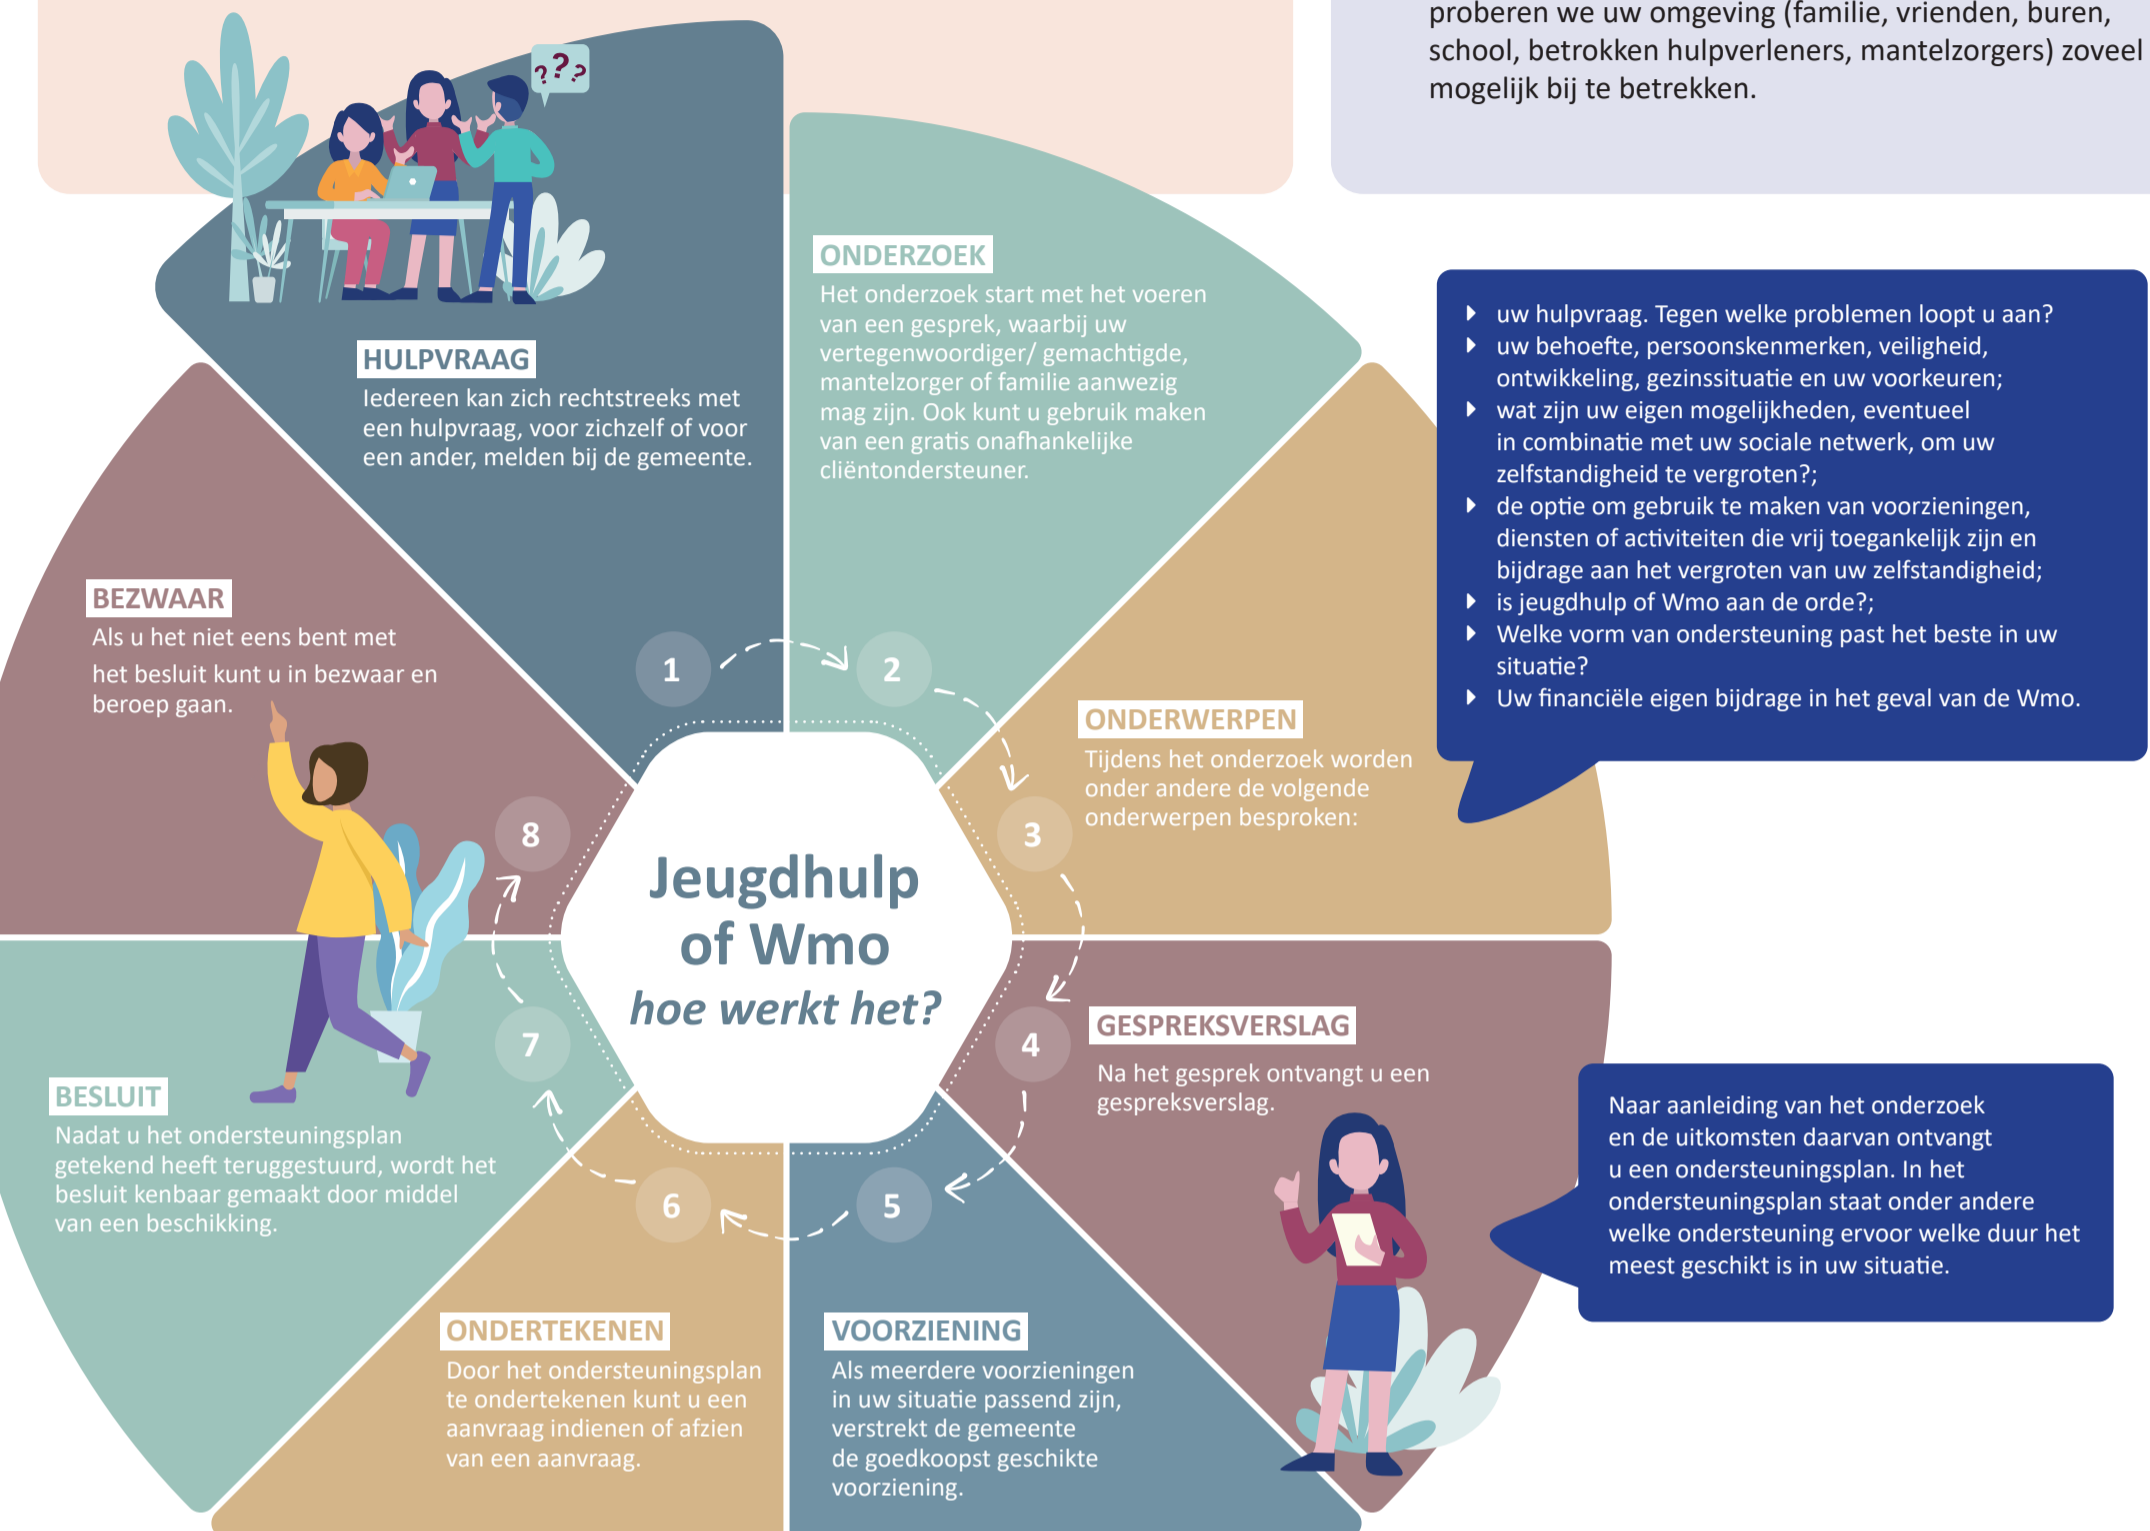 proberen we uw omgeving (familie, vrienden, buren,
school, betrokken hulpverleners, mantelzorgers) zoveel
mogelijk bij te betrekken.
???
HULPVRAAG
Iedereen kan zich rechtstreeks met
een hulpvraag, voor zichzelf of voor
een ander, melden bij de gemeente.
1
ONDERZOEK
Het onderzoek start met het voeren
van een gesprek, waarbij uw
vertegenwoordiger/ gemachtigde,
mantelzorger of familie aanwezig
mag zijn. Ook kunt u gebruik maken
van een gratis onafhankelijke
cliëntondersteuner.
2
ONDERWERPEN
Tijdens het onderzoek worden
onder andere de volgende
onderwerpen besproken:
3
uw hulpvraag. Tegen welke problemen loopt u aan?
uw behoefte, persoonskenmerken, veiligheid,
ontwikkeling, gezinssituatie en uw voorkeuren;
wat zijn uw eigen mogelijkheden, eventueel
in combinatie met uw sociale netwerk, om uw
zelfstandigheid te vergroten?;
de optie om gebruik te maken van voorzieningen,
diensten of activiteiten die vrij toegankelijk zijn en
bijdrage aan het vergroten van uw zelfstandigheid;
is jeugdhulp of Wmo aan de orde?;
Welke vorm van ondersteuning past het beste in uw
situatie?
Uw financiële eigen bijdrage in het geval van de Wmo.
GESPREKSVERSLAG
Na het gesprek ontvangt u een
gespreksverslag.
4
Naar aanleiding van het onderzoek
en de uitkomsten daarvan ontvangt
u een ondersteuningsplan. In het
ondersteuningsplan staat onder andere
welke ondersteuning ervoor welke duur het
meest geschikt is in uw situatie.
VOORZIENING
Als meerdere voorzieningen
in uw situatie passend zijn,
verstrekt de gemeente
de goedkoopst geschikte
voorziening.
5
ONDERTEKENEN
Door het ondersteuningsplan
te ondertekenen kunt u een
aanvraag indienen of afzien
van een aanvraag.
6
BESLUIT
Nadat u het ondersteuningsplan
getekend heeft teruggestuurd, wordt het
besluit kenbaar gemaakt door middel
van een beschikking.
7
BEZWAAR
Als u het niet eens bent met
het besluit kunt u in bezwaar en
beroep gaan.
8
Jeugdhulp
of Wmo
hoe werkt het?